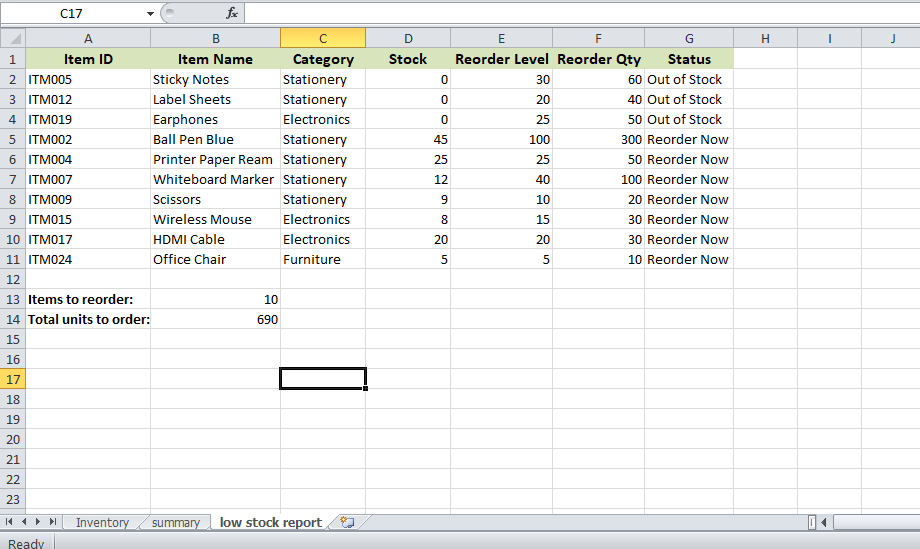 C17 fx
A B C D E F G H I J
1 Item ID Item Name Category Stock Reorder Level Reorder Qty Status
2 ITM005 Sticky Notes Stationery 0 30 60 Out of Stock
3 ITM012 Label Sheets Stationery 0 20 40 Out of Stock
4 ITM019 Earphones Electronics 0 25 50 Out of Stock
5 ITM002 Ball Pen Blue Stationery 45 100 300 Reorder Now
6 ITM004 Printer Paper Ream Stationery 25 25 50 Reorder Now
7 ITM007 Whiteboard Marker Stationery 12 40 100 Reorder Now
8 ITM009 Scissors Stationery 9 10 20 Reorder Now
9 ITM015 Wireless Mouse Electronics 8 15 30 Reorder Now
10 ITM017 HDMI Cable Electronics 20 20 30 Reorder Now
11 ITM024 Office Chair Furniture 5 5 10 Reorder Now
12
13 Items to reorder: 10
14 Total units to order: 690
15
16
17
18
19
20
21
22
23
Inventory summary low stock report
Ready